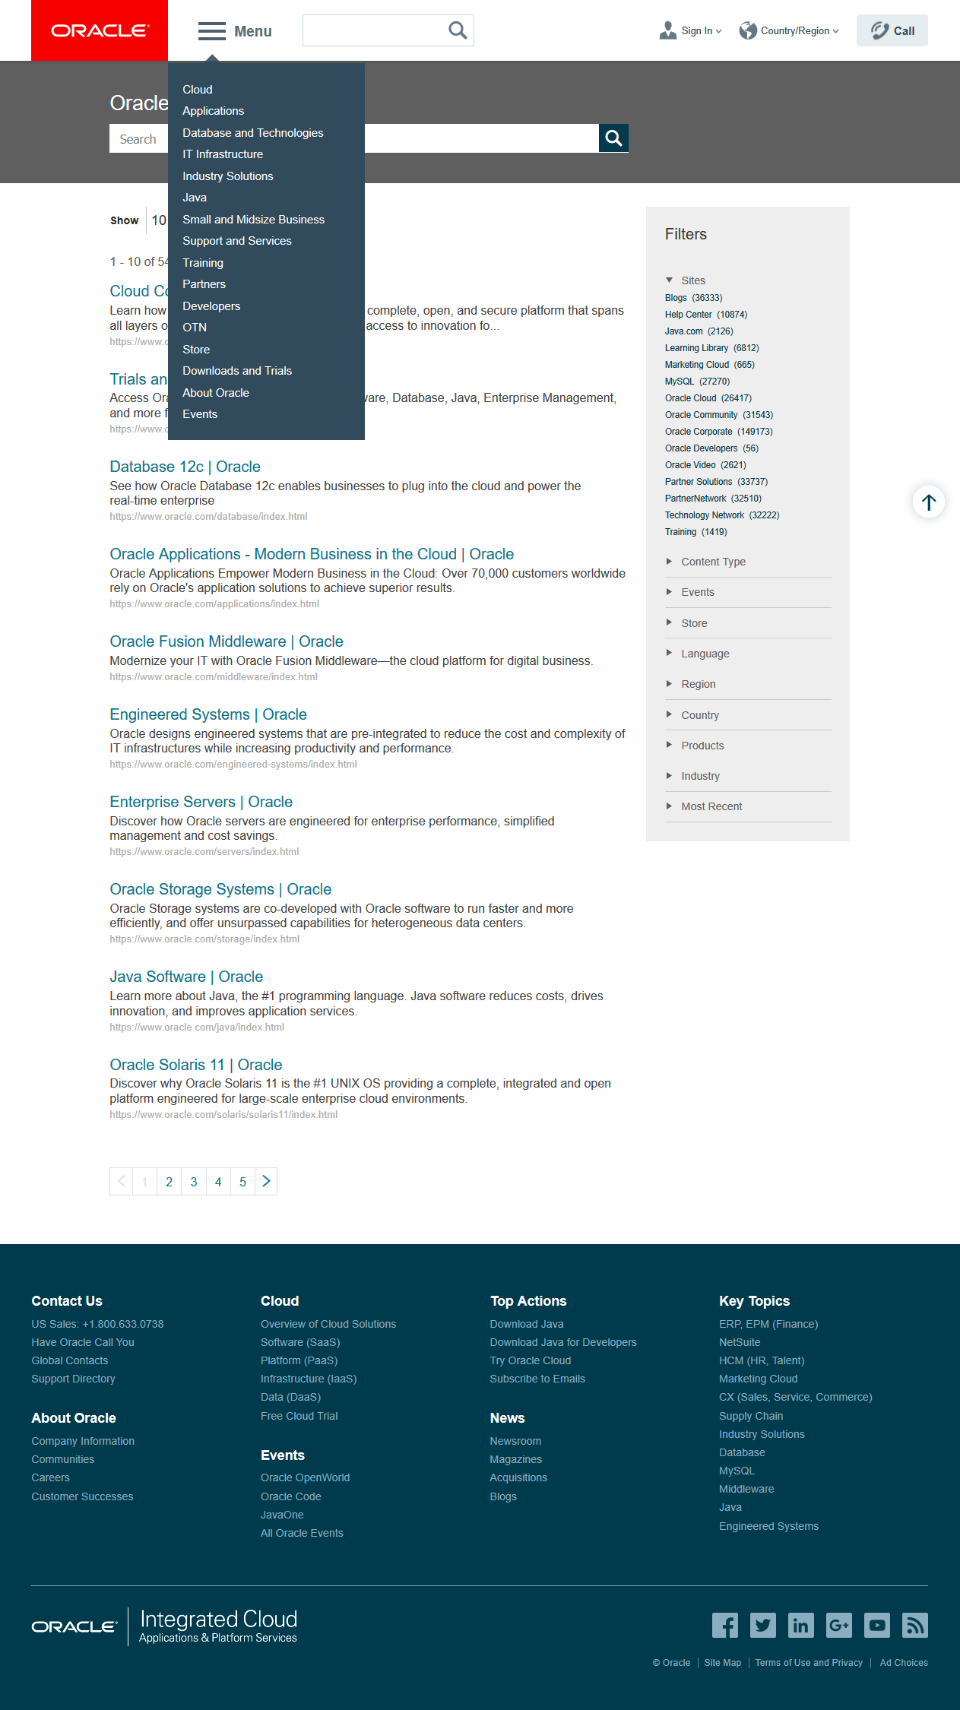 ORACLE
Menu
Sign In
Country/Region
Call
Oracle
Search
Cloud
Applications
Database and Technologies
IT Infrastructure
Industry Solutions
Java
Small and Midsize Business
Support and Services
Training
Partners
Developers
OTN
Store
Downloads and Trials
About Oracle
Events
Show 10
1 - 10 of
Cloud
Learn how complete, open, and secure platform that spans
all layers access to innovation fo...
Trials
Access Database, Java, Enterprise Management,
and more
Database 12c | Oracle
See how Oracle Database 12c enables businesses to plug into the cloud and power the
real-time enterprise
https://www.oracle.com/database/index.html
Oracle Applications - Modern Business in the Cloud | Oracle
Oracle Applications Empower Modern Business in the Cloud: Over 70,000 customers worldwide
rely on Oracle's application solutions to achieve superior results.
https://www.oracle.com/applications/index.html
Oracle Fusion Middleware | Oracle
Modernize your IT with Oracle Fusion Middleware—the cloud platform for digital business.
https://www.oracle.com/middleware/index.html
Engineered Systems | Oracle
Oracle designs engineered systems that are pre-integrated to reduce the cost and complexity of
IT infrastructures while increasing productivity and performance.
https://www.oracle.com/engineered-systems/index.html
Enterprise Servers | Oracle
Discover how Oracle servers are engineered for enterprise performance, simplified
management and cost savings.
https://www.oracle.com/servers/index.html
Oracle Storage Systems | Oracle
Oracle Storage systems are co-developed with Oracle software to run faster and more
efficiently, and offer unsurpassed capabilities for heterogeneous data centers.
https://www.oracle.com/storage/index.html
Java Software | Oracle
Learn more about Java, the #1 programming language. Java software reduces costs, drives
innovation, and improves application services.
https://www.oracle.com/java/index.html
Oracle Solaris 11 | Oracle
Discover why Oracle Solaris 11 is the #1 UNIX OS providing a complete, integrated and open
platform engineered for large-scale enterprise cloud environments.
https://www.oracle.com/solaris/solaris11/index.html
1 2 3 4 5
Filters
Sites
Blogs (36333)
Help Center (10874)
Java.com (2126)
Learning Library (6812)
Marketing Cloud (665)
MySQL (27270)
Oracle Cloud (26417)
Oracle Community (31543)
Oracle Corporate (149173)
Oracle Developers (56)
Oracle Video (2621)
Partner Solutions (33737)
PartnerNetwork (32510)
Technology Network (32222)
Training (1419)
Content Type
Events
Store
Language
Region
Country
Products
Industry
Most Recent
Contact Us
US Sales: +1.800.633.0738
Have Oracle Call You
Global Contacts
Support Directory
About Oracle
Company Information
Communities
Careers
Customer Successes
Cloud
Overview of Cloud Solutions
Software (SaaS)
Platform (PaaS)
Infrastructure (IaaS)
Data (DaaS)
Free Cloud Trial
Events
Oracle OpenWorld
Oracle Code
JavaOne
All Oracle Events
Top Actions
Download Java
Download Java for Developers
Try Oracle Cloud
Subscribe to Emails
News
Newsroom
Magazines
Acquisitions
Blogs
Key Topics
ERP, EPM (Finance)
NetSuite
HCM (HR, Talent)
Marketing Cloud
CX (Sales, Service, Commerce)
Supply Chain
Industry Solutions
Database
MySQL
Middleware
Java
Engineered Systems
ORACLE | Integrated Cloud
Applications & Platform Services
© Oracle | Site Map | Terms of Use and Privacy | Ad Choices